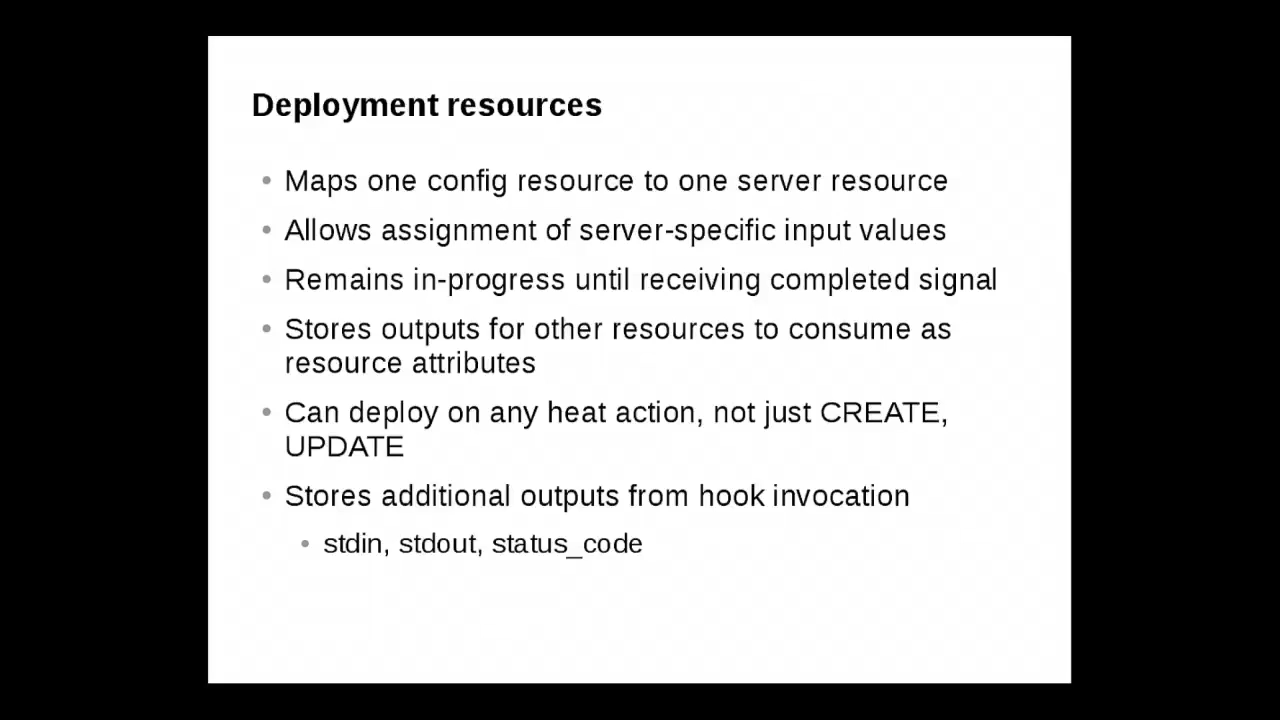 Deployment resources
• Maps one config resource to one server resource
• Allows assignment of server-specific input values
• Remains in-progress until receiving completed signal
• Stores outputs for other resources to consume as
resource attributes
• Can deploy on any heat action, not just CREATE,
UPDATE
• Stores additional outputs from hook invocation
• stdin, stdout, status_code